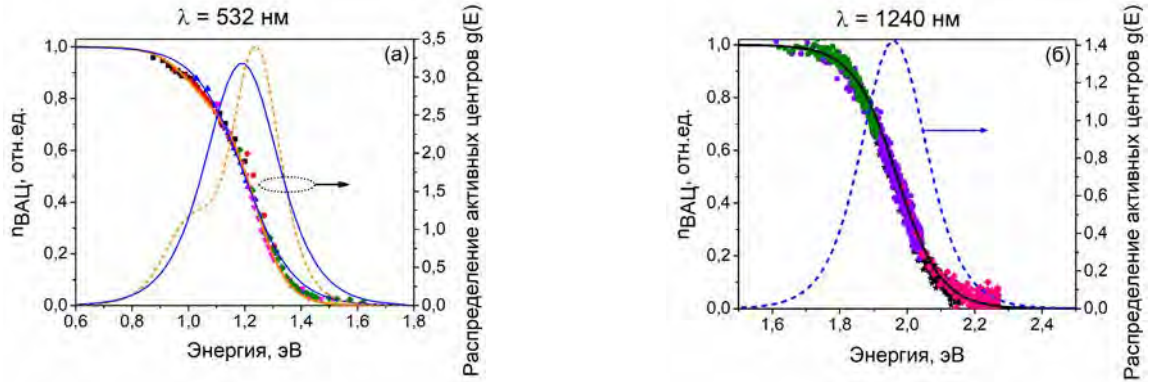 λ = 532 нм
(а)
nВАЦ, отн.ед.
1,0
0,8
0,6
0,4
0,2
0,0
0,6 0,8 1,0 1,2 1,4 1,6 1,8
Энергия, эВ
3,5
3,0
2,5
2,0
1,5
1,0
0,5
0,0
Распределение активных центров g(E)
λ = 1240 нм
(б)
nВАЦ, отн.ед.
1,0
0,8
0,6
0,4
0,2
0,0
1,6 1,8 2,0 2,2 2,4
Энергия, эВ
1,4
1,2
1,0
0,8
0,6
0,4
0,2
0,0
Распределение активных центров g(E)